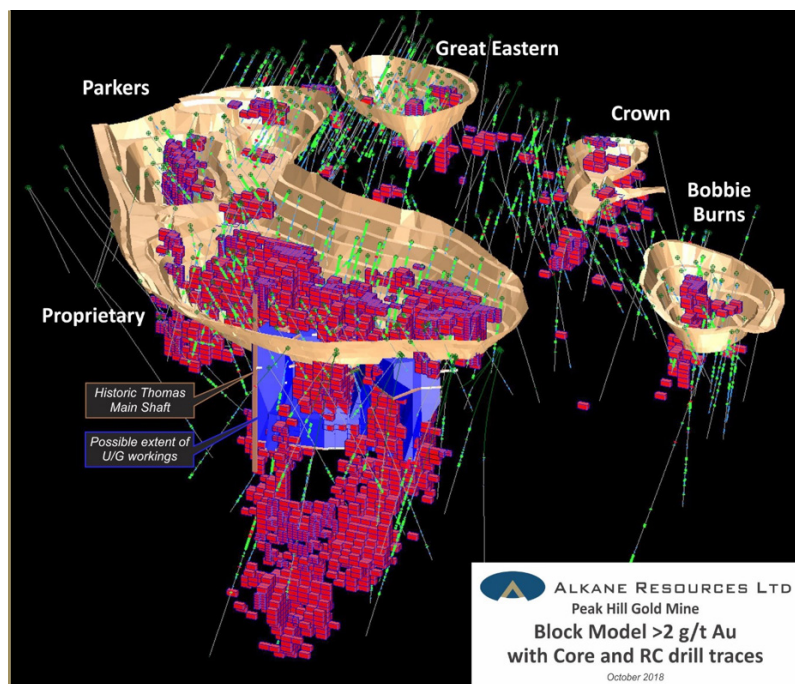 Great Eastern
Parkers
Crown
Bobbie
Burns
Proprietary
Historic Thomas
Main Shaft
Possible extent of
U/G workings
ALKANE RESOURCES LTD
Peak Hill Gold Mine
Block Model >2 g/t Au
with Core and RC drill traces
October 2018